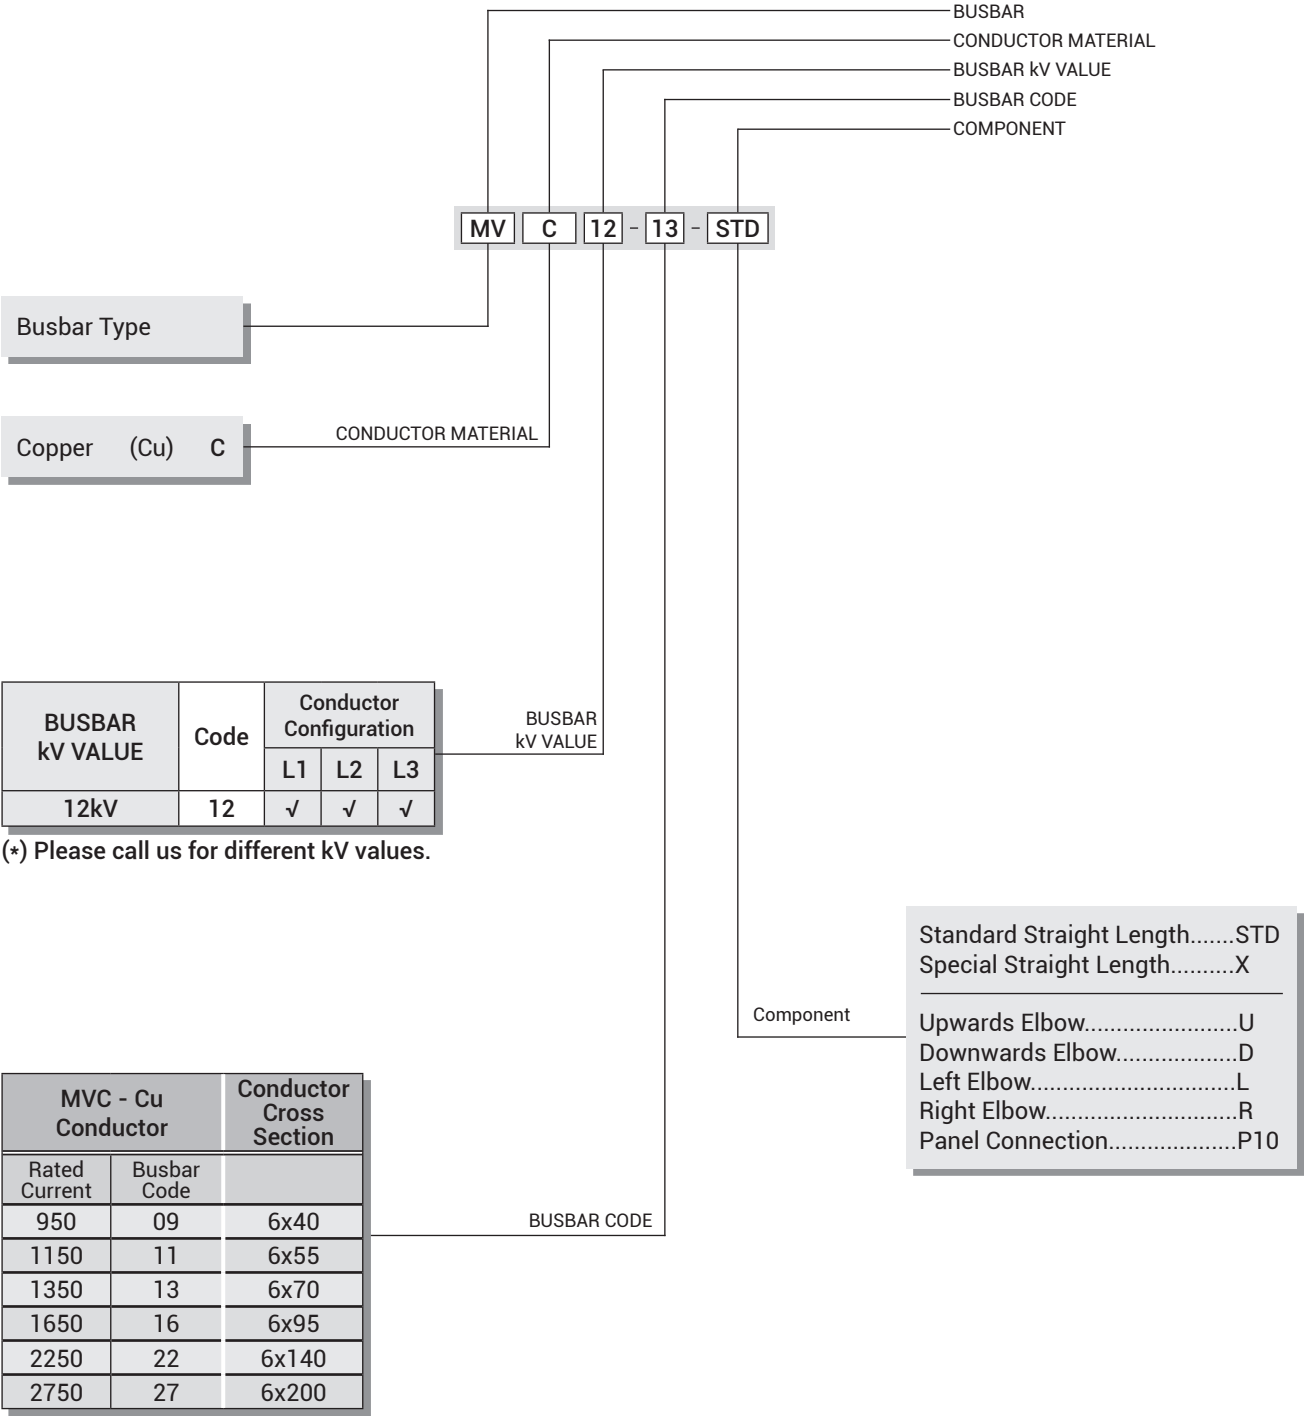 BUSBAR
CONDUCTOR MATERIAL
BUSBAR kV VALUE
BUSBAR CODE
COMPONENT
MV C 12 - 13 - STD
Busbar Type
Copper (Cu) C
CONDUCTOR MATERIAL
BUSBAR kV VALUE
Code
Conductor Configuration
L1 L2 L3
12kV 12 √ √ √
BUSBAR
kV VALUE
(*) Please call us for different kV values.
Standard Straight Length.......STD
Special Straight Length..........X
Component
Upwards Elbow........................U
Downwards Elbow...................D
Left Elbow................................L
Right Elbow..............................R
Panel Connection....................P10
MVC - Cu
Conductor
Conductor
Cross
Section
Rated
Current
Busbar
Code
950 09 6x40
BUSBAR CODE
1150 11 6x55
1350 13 6x70
1650 16 6x95
2250 22 6x140
2750 27 6x200